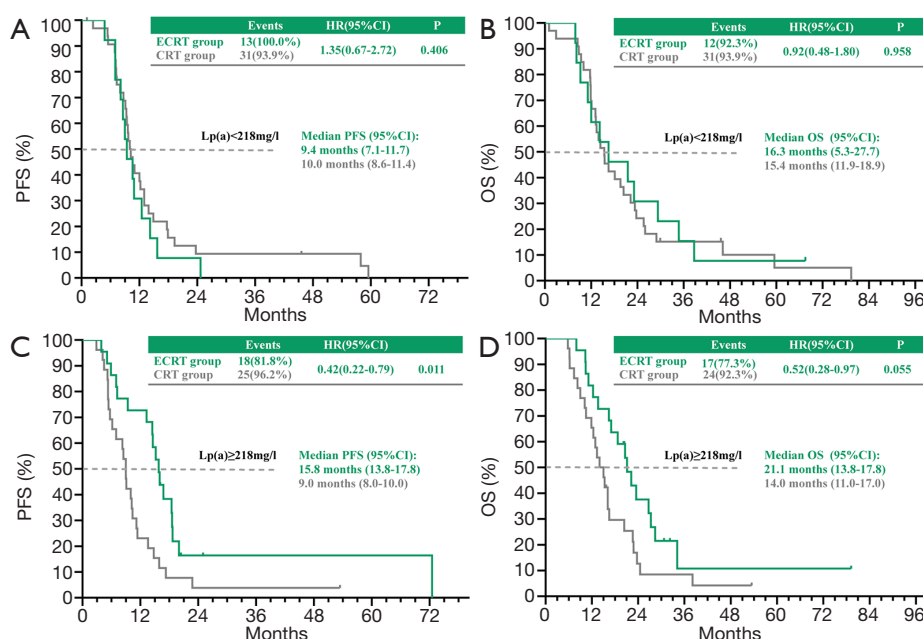 A
Events HR(95%CI) P
ECRT group 13(100.0%) 1.35(0.67-2.72) 0.406
CRT group 31(93.9%)
Lp(a)<218mg/l
Median PFS (95%CI):
9.4 months (7.1-11.7)
10.0 months (8.6-11.4)
PFS (%)
100
90
80
70
60
50
40
30
20
10
0
0 12 24 36 48 60 72
Months
B
Events HR(95%CI) P
ECRT group 12(92.3%) 0.92(0.48-1.80) 0.958
CRT group 31(93.9%)
Lp(a)<218mg/l
Median OS (95%CI):
16.3 months (5.3-27.7)
15.4 months (11.9-18.9)
OS (%)
100
90
80
70
60
50
40
30
20
10
0
0 12 24 36 48 60 72 84 96
Months
C
Events HR(95%CI) P
ECRT group 18(81.8%) 0.42(0.22-0.79) 0.011
CRT group 25(96.2%)
Lp(a)≥218mg/l
Median PFS (95%CI):
15.8 months (13.8-17.8)
9.0 months (8.0-10.0)
PFS (%)
100
90
80
70
60
50
40
30
20
10
0
0 12 24 36 48 60 72
Months
D
Events HR(95%CI) P
ECRT group 17(77.3%) 0.52(0.28-0.97) 0.055
CRT group 24(92.3%)
Lp(a)≥218mg/l
Median OS (95%CI):
21.1 months (13.8-17.8)
14.0 months (11.0-17.0)
OS (%)
100
90
80
70
60
50
40
30
20
10
0
0 12 24 36 48 60 72 84 96
Months